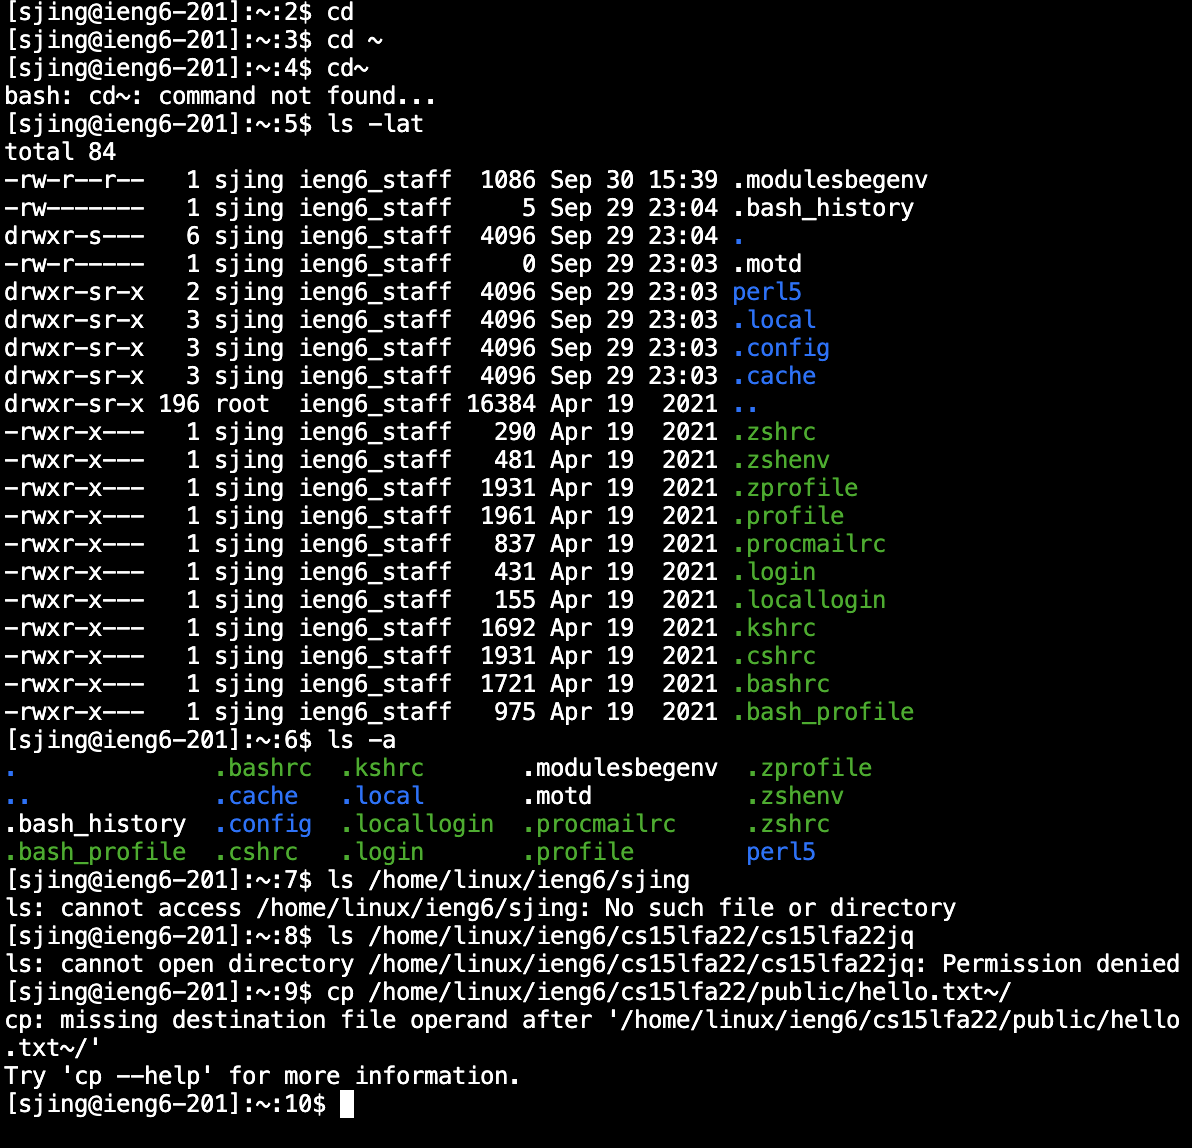 [sjing@ieng6-201]:~:2$ cd
[sjing@ieng6-201]:~:3$ cd ~
[sjing@ieng6-201]:~:4$ cd~
bash: cd~: command not found...
[sjing@ieng6-201]:~:5$ ls -lat
total 84
-rw-r--r--   1 sjing ieng6_staff  1086 Sep 30 15:39 .modulesbegenv
-rw-------   1 sjing ieng6_staff     5 Sep 29 23:04 .bash_history
drwxr-s---   6 sjing ieng6_staff  4096 Sep 29 23:04 .
-rw-r-----   1 sjing ieng6_staff     0 Sep 29 23:03 .motd
drwxr-sr-x   2 sjing ieng6_staff  4096 Sep 29 23:03 perl5
drwxr-sr-x   3 sjing ieng6_staff  4096 Sep 29 23:03 .local
drwxr-sr-x   3 sjing ieng6_staff  4096 Sep 29 23:03 .config
drwxr-sr-x   3 sjing ieng6_staff  4096 Sep 29 23:03 .cache
drwxr-sr-x 196 root  ieng6_staff 16384 Apr 19  2021 ..
-rwxr-x---   1 sjing ieng6_staff   290 Apr 19  2021 .zshrc
-rwxr-x---   1 sjing ieng6_staff   481 Apr 19  2021 .zshenv
-rwxr-x---   1 sjing ieng6_staff  1931 Apr 19  2021 .zprofile
-rwxr-x---   1 sjing ieng6_staff  1961 Apr 19  2021 .profile
-rwxr-x---   1 sjing ieng6_staff   837 Apr 19  2021 .procmailrc
-rwxr-x---   1 sjing ieng6_staff   431 Apr 19  2021 .login
-rwxr-x---   1 sjing ieng6_staff   155 Apr 19  2021 .locallogin
-rwxr-x---   1 sjing ieng6_staff  1692 Apr 19  2021 .kshrc
-rwxr-x---   1 sjing ieng6_staff  1931 Apr 19  2021 .cshrc
-rwxr-x---   1 sjing ieng6_staff  1721 Apr 19  2021 .bashrc
-rwxr-x---   1 sjing ieng6_staff   975 Apr 19  2021 .bash_profile
[sjing@ieng6-201]:~:6$ ls -a
.              .bashrc  .kshrc       .modulesbegenv  .zprofile
..             .cache   .local       .motd           .zshenv
.bash_history  .config  .locallogin  .procmailrc     .zshrc
.bash_profile  .cshrc   .login       .profile        perl5
[sjing@ieng6-201]:~:7$ ls /home/linux/ieng6/sjing
ls: cannot access /home/linux/ieng6/sjing: No such file or directory
[sjing@ieng6-201]:~:8$ ls /home/linux/ieng6/cs15lfa22/cs15lfa22jq
ls: cannot open directory /home/linux/ieng6/cs15lfa22/cs15lfa22jq: Permission denied
[sjing@ieng6-201]:~:9$ cp /home/linux/ieng6/cs15lfa22/public/hello.txt~/
cp: missing destination file operand after '/home/linux/ieng6/cs15lfa22/public/hello
.txt~/'
Try 'cp --help' for more information.
[sjing@ieng6-201]:~:10$